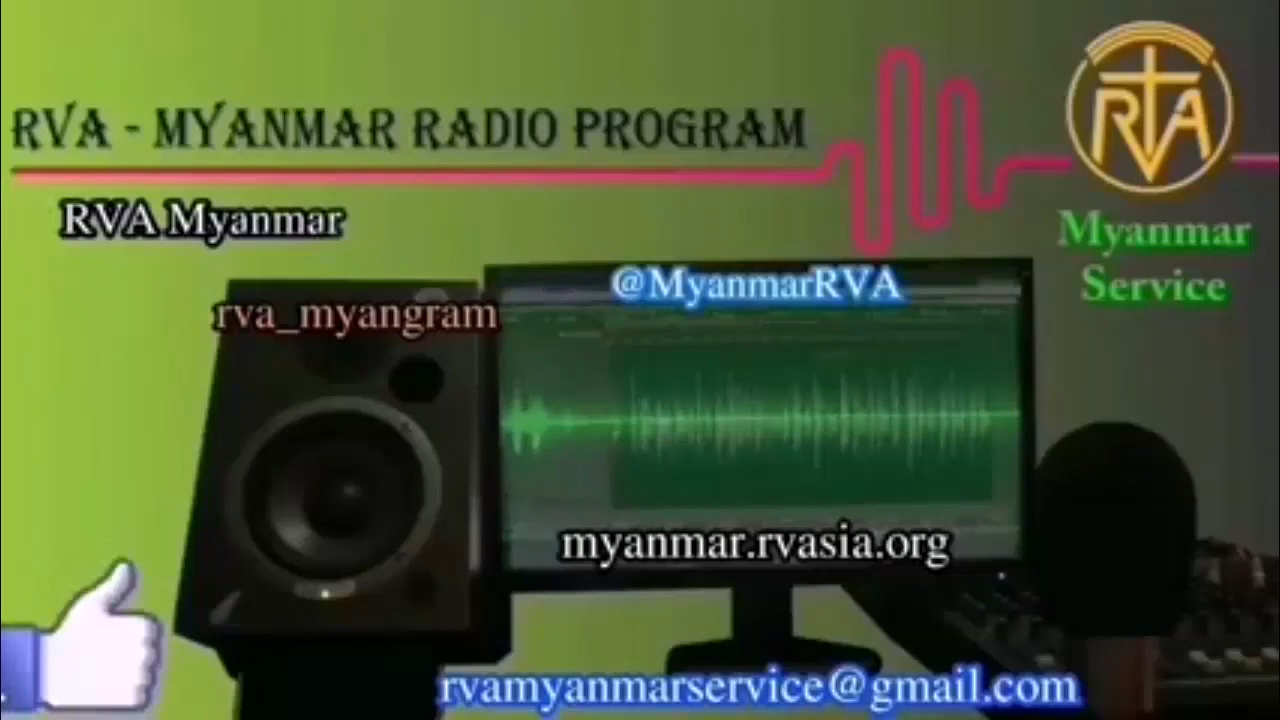 RVA - MYANMAR RADIO PROGRAM
RVA
RVA Myanmar
Myanmar
Service
@MyanmarRVA
rva_myangram
myanmar.rvasia.org
rvamyanmarservice@gmail.com